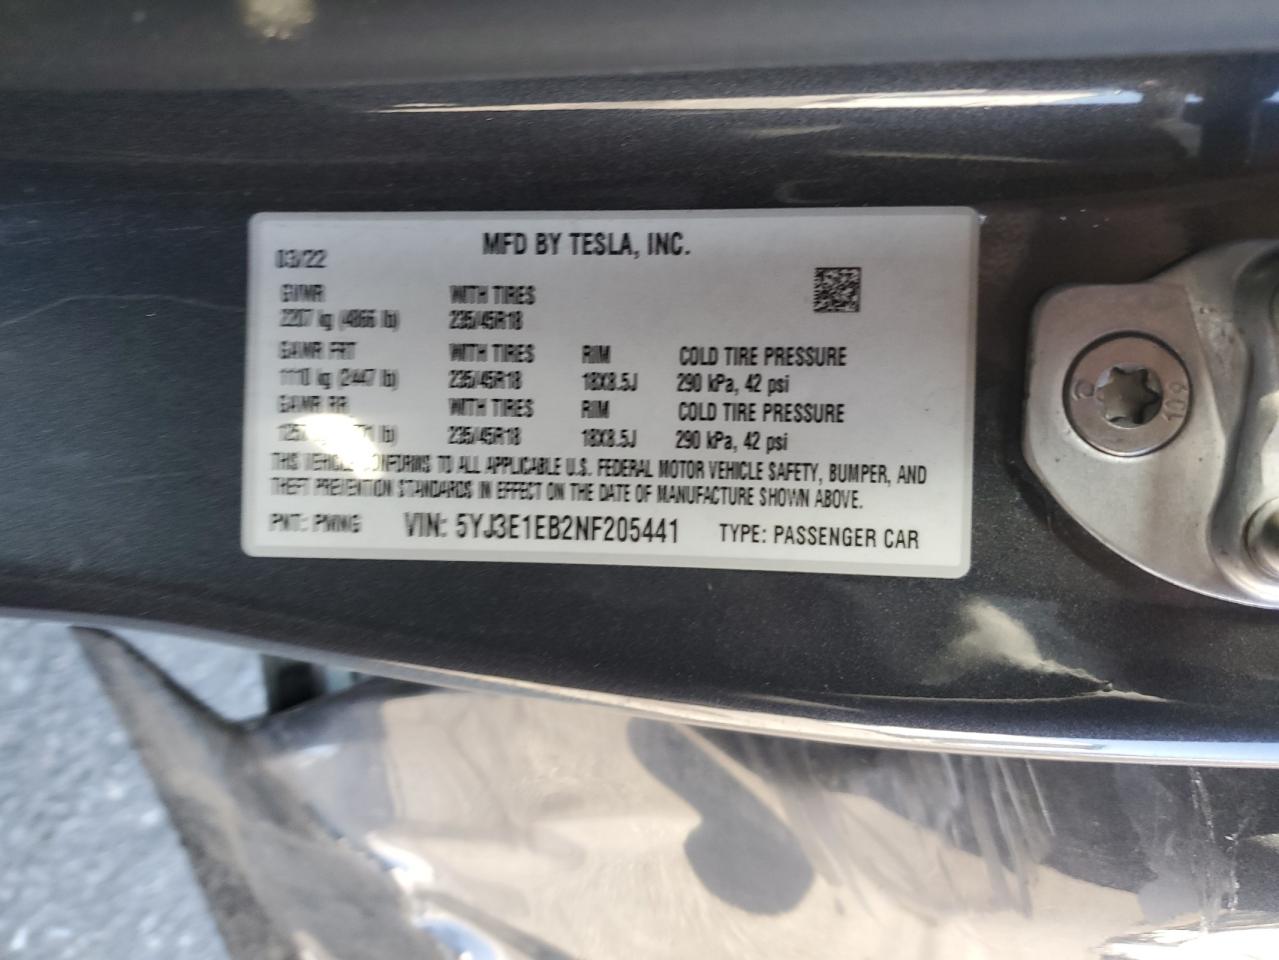 MFD BY TESLA, INC.
03/22
GVWR WITH TIRES
2207 kg (4866 lb) 235/45R18
GAWR FRT WITH TIRES RIM COLD TIRE PRESSURE
1110 kg (2447 lb) 235/45R18 18X8.5J 290 kPa, 42 psi
GAWR RR WITH TIRES RIM COLD TIRE PRESSURE
lb) 235/45R18 18X8.5J 290 kPa, 42 psi
THIS VEHICLE CONFORMS TO ALL APPLICABLE U.S. FEDERAL MOTOR VEHICLE SAFETY, BUMPER, AND
THEFT PREVENTION STANDARDS IN EFFECT ON THE DATE OF MANUFACTURE SHOWN ABOVE.
PNT: PMNG VIN: 5YJ3E1EB2NF205441 TYPE: PASSENGER CAR
109